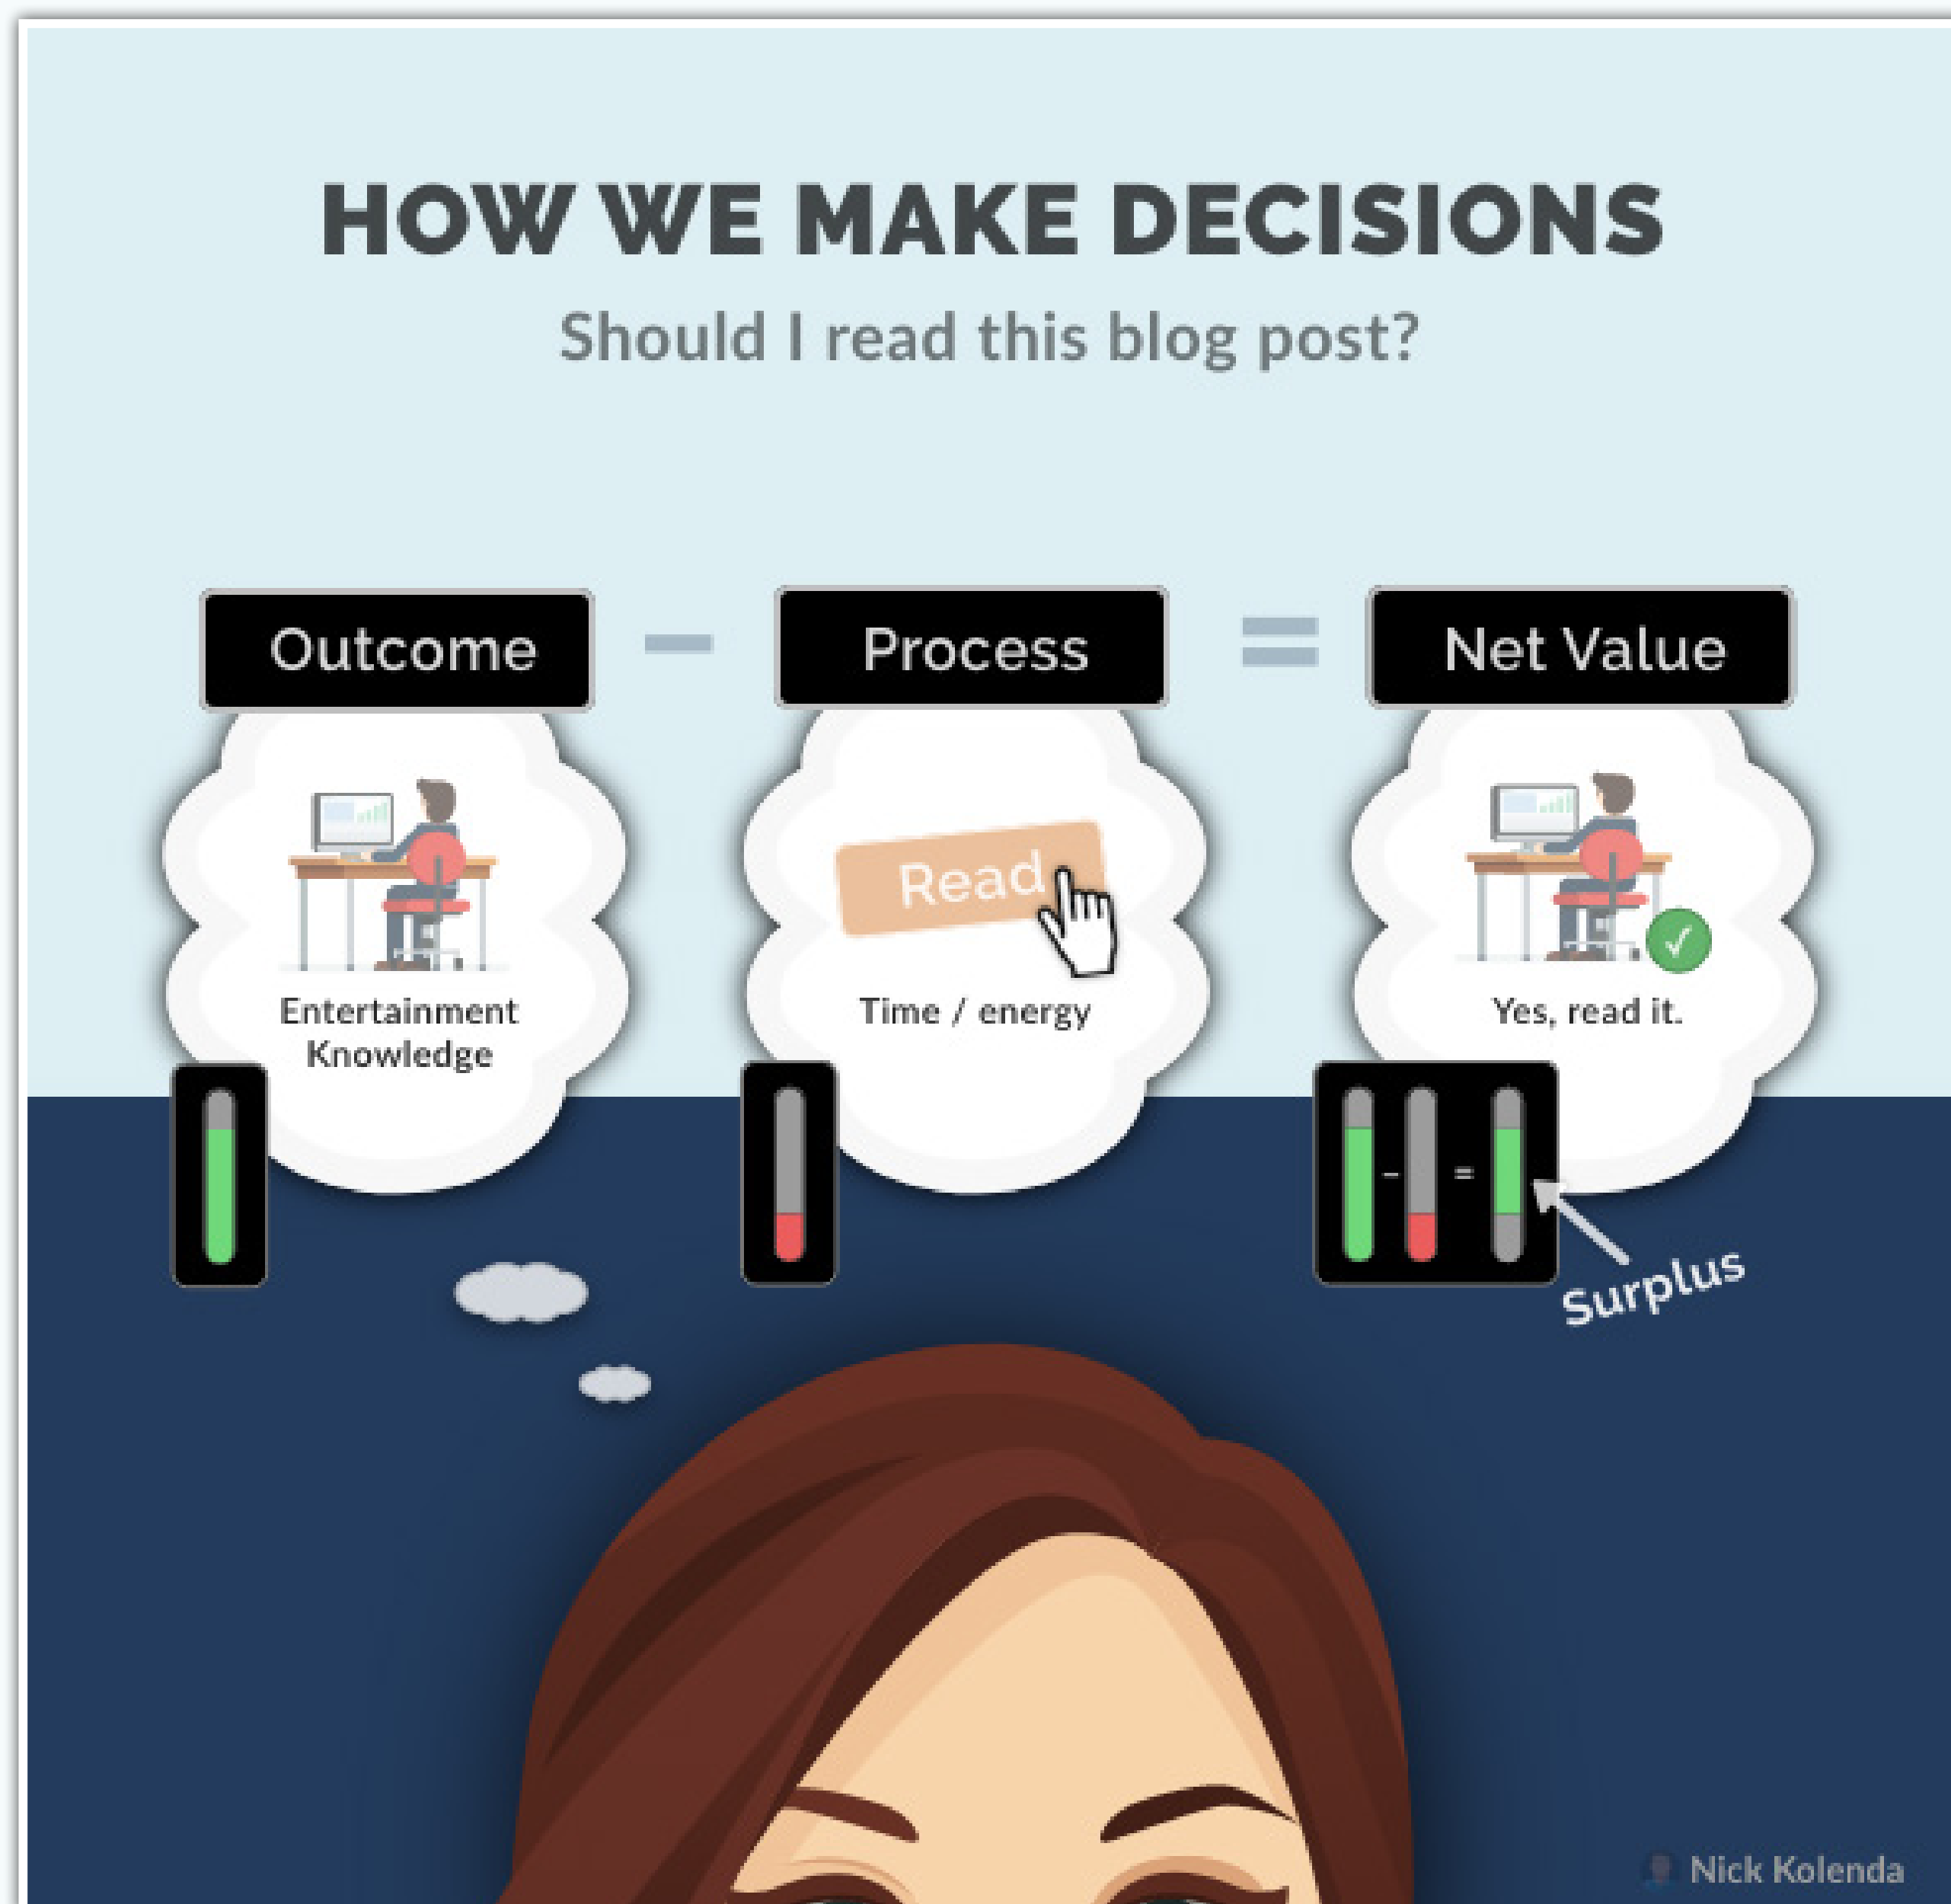 HOW WE MAKE DECISIONS
Should I read this blog post?
Outcome – Process = Net Value
Read
Entertainment
Knowledge
Time / energy
Yes, read it.
- =
Surplus
Nick Kolenda